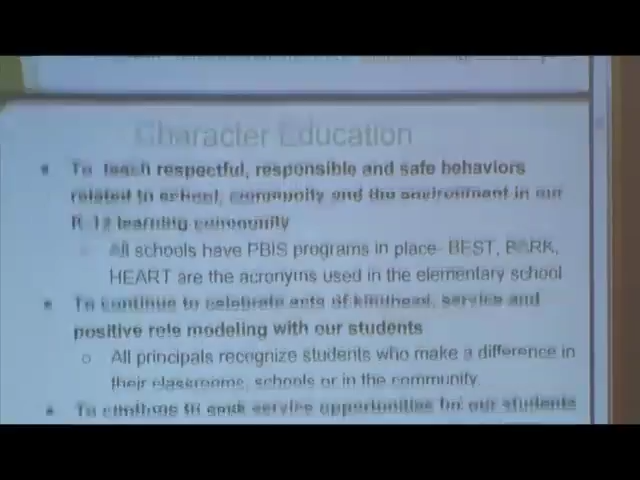 Character Education
To teach respectful, responsible and safe behaviors
related to school, community and the environment in our
K-12 learning community
All schools have PBIS programs in place- BEST, BARK,
HEART are the acronyms used in the elementary school
To continue to celebrate acts of kindness, service and
positive role modeling with our students
All principals recognize students who make a difference in
their classrooms, schools or in the community.
To continue to seek service opportunities for our students